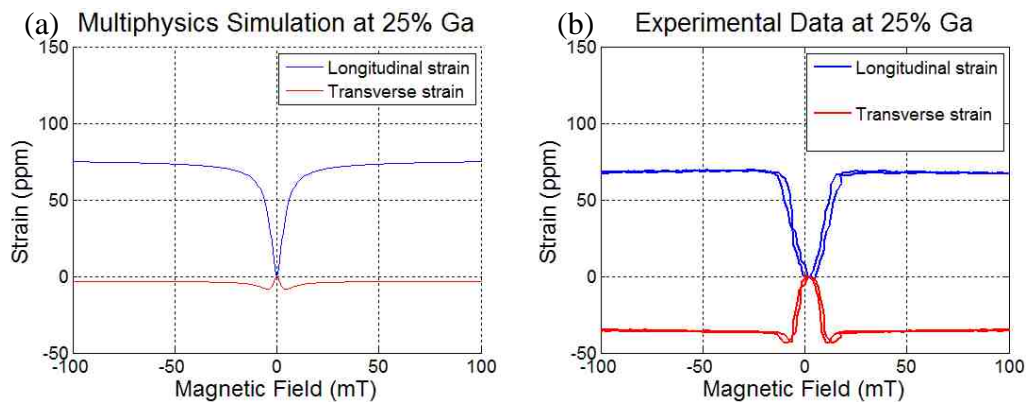 (a) Multiphysics Simulation at 25% Ga
150
100
50
0
-50
-100
-50
0
50
100
Strain (ppm)
Magnetic Field (mT)
Longitudinal strain
Transverse strain
(b) Experimental Data at 25% Ga
150
100
50
0
-50
-100
-50
0
50
100
Strain (ppm)
Magnetic Field (mT)
Longitudinal strain
Transverse strain